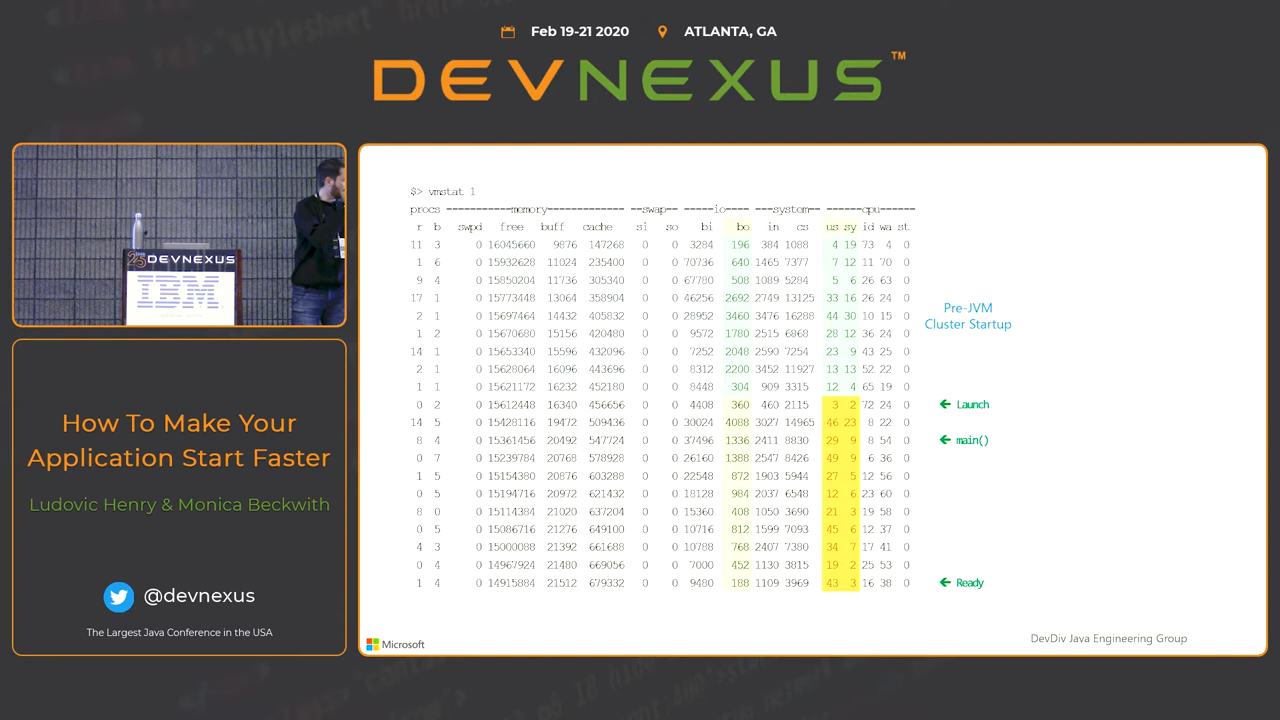 Feb 19-21 2020 ATLANTA, GA
DEVNEXUS™
25 DEVNEXUS
IBM
How To Make Your
Application Start Faster
Ludovic Henry & Monica Beckwith
@devnexus
The Largest Java Conference in the USA
$> vmstat 1
procs -----------memory------------- --swap-- -----io---- ---system-- ------cpu------
r b swpd free buff cache si so bi bo in cs us sy id wa st
11 3 0 16045660 9876 147268 0 0 3284 196 384 1088 4 19 73 4 0
1 6 0 15932628 11024 235400 0 0 70736 640 1465 7377 7 12 11 70 0
0 15850204 11736 0 0 67780 508 1089 5284 5 26 63 0
0 0 0 46256 13125 33 16 0
2 1 0 15697464 14432 405832 0 0 28952 3460 3476 16288 44 30 10 15 0
1 2 0 15670680 15156 420480 0 0 9572 1780 2515 6868 28 12 36 24 0
14 1 0 15653340 15596 432096 0 0 7252 2048 2590 7254 23 9 43 25 0
2 1 0 15628064 16096 443696 0 0 8312 2200 3452 11927 13 13 52 22 0
1 1 0 15621172 16232 452180 0 0 8448 304 909 3315 12 4 65 19 0
0 2 0 15612448 16340 456656 0 0 4408 360 460 2115 3 2 72 24 0
14 5 0 15428116 19472 509436 0 0 30024 4088 3027 14965 46 23 8 22 0
8 4 0 15361456 20492 547724 0 0 37496 1336 2411 8830 29 9 8 54 0
0 7 0 15239784 20768 578928 0 0 26160 1388 2547 8426 49 9 6 36 0
1 5 0 15154380 20876 603288 0 0 22548 872 1903 5944 27 5 12 56 0
0 5 0 15194716 20972 621432 0 0 18128 984 2037 6548 12 6 23 60 0
8 0 0 15114384 21020 637204 0 0 15360 408 1050 3690 21 3 19 58 0
0 5 0 15086716 21276 649100 0 0 10716 812 1599 7093 45 6 12 37 0
4 3 0 15000088 21392 661688 0 0 10788 768 2407 7380 34 7 17 41 0
0 4 0 14967924 21480 669056 0 0 7000 452 1130 3815 19 2 25 53 0
1 4 0 14915884 21512 679332 0 0 9480 188 1109 3969 43 3 16 38 0
Pre-JVM
Cluster Startup
← Launch
← main()
← Ready
Microsoft
DevDiv Java Engineering Group